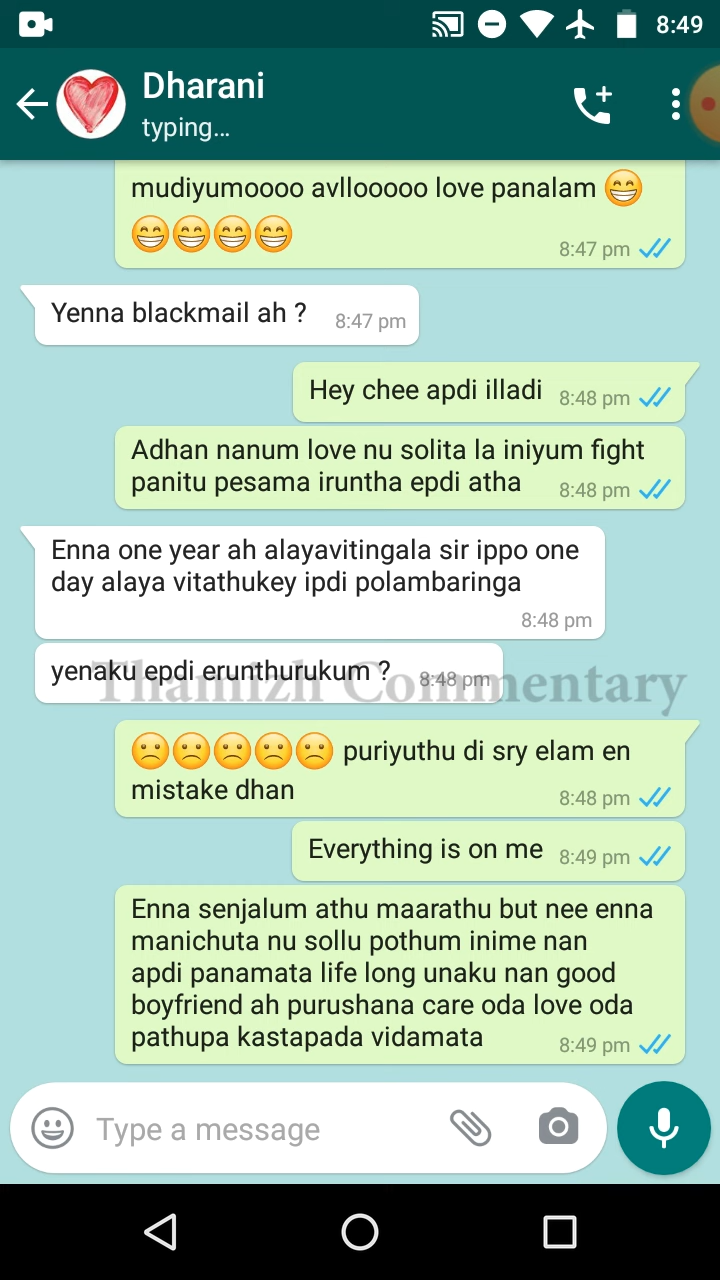 8:49
Dharani
typing...
mudiyumoooo avllooooo love panalam 😁
😁😁😁😁
8:47 pm
Yenna blackmail ah ?
8:47 pm
Hey chee apdi illadi
8:48 pm
Adhan nanum love nu solita la iniyum fight
panitu pesama iruntha epdi atha
8:48 pm
Enna one year ah alayavitingala sir ippo one
day alaya vitathukey ipdi polambaringa
8:48 pm
yenaku epdi erunthurukum ?
8:48 pm
Thamizh Commentary
🙁🙁🙁🙁🙁 puriyuthu di sry elam en
mistake dhan
8:48 pm
Everything is on me
8:49 pm
Enna senjalum athu maarathu but nee enna
manichuta nu sollu pothum inime nan
apdi panamata life long unaku nan good
boyfriend ah purushana care oda love oda
pathupa kastapada vidamata
8:49 pm
Type a message